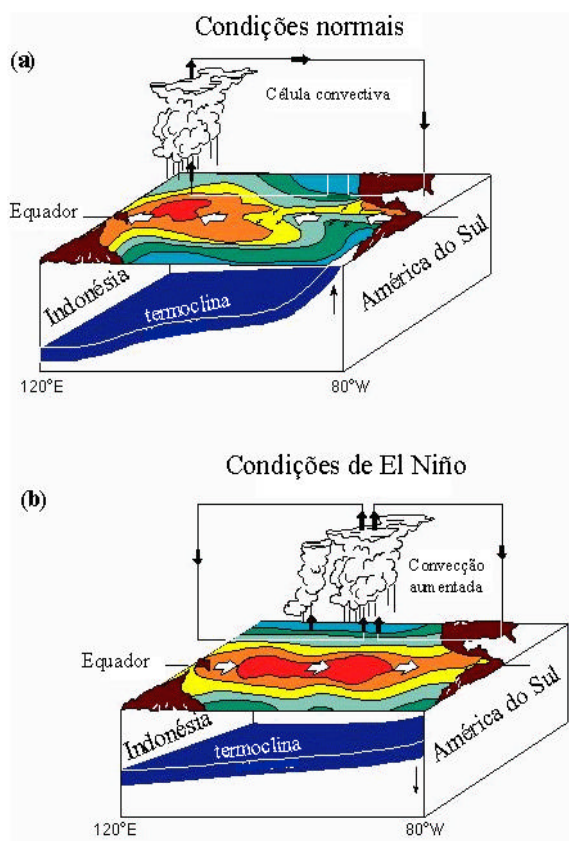 Condições normais
(a)
Célula convectiva
Equador
Indonésia
termoclina
América do Sul
120°E
80°W
Condições de El Niño
(b)
Convecção
aumentada
Equador
Indonésia
termoclina
América do Sul
120°E
80°W